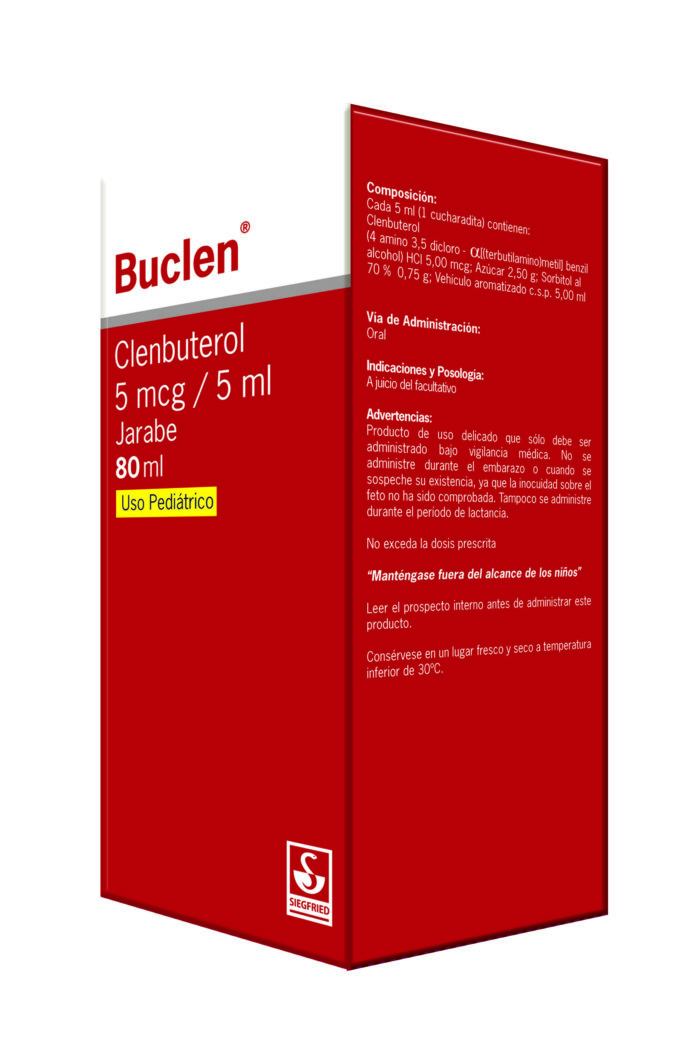 Buclen®
Clenbuterol
5 mcg / 5 ml
Jarabe
80 ml
Uso Pediátrico
SIEGFRIED
Composición:
Cada 5 ml (1 cucharadita) contienen:
Clenbuterol
(4 amino 3,5 dicloro - α[(terbutilamino)metil] benzil
alcohol) HCl 5,00 mcg; Azúcar 2,50 g; Sorbitol al
70 % 0,75 g; Vehículo aromatizado c.s.p. 5,00 ml
Vía de Administración:
Oral
Indicaciones y Posología:
A juicio del facultativo
Advertencias:
Producto de uso delicado que sólo debe ser
administrado bajo vigilancia médica. No se
administre durante el embarazo o cuando se
sospeche su existencia, ya que la inocuidad sobre el
feto no ha sido comprobada. Tampoco se administre
durante el período de lactancia.
No exceda la dosis prescrita
"Manténgase fuera del alcance de los niños"
Leer el prospecto interno antes de administrar este
producto.
Consérvese en un lugar fresco y seco a temperatura
inferior de 30ºC.